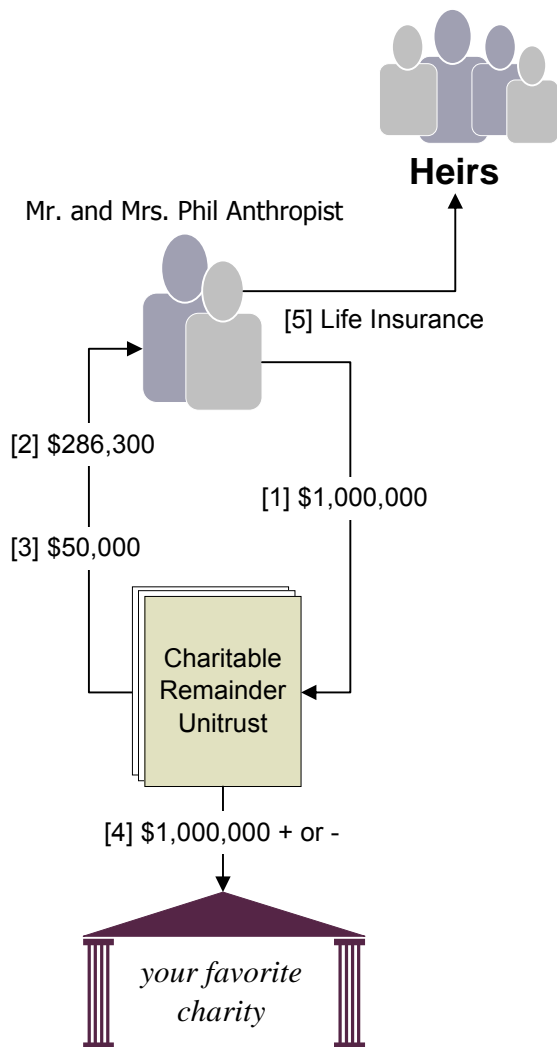 Heirs
Mr. and Mrs. Phil Anthropist
[5] Life Insurance
[2] $286,300
[1] $1,000,000
[3] $50,000
Charitable
Remainder
Unitrust
[4] $1,000,000 + or -
your favorite
charity